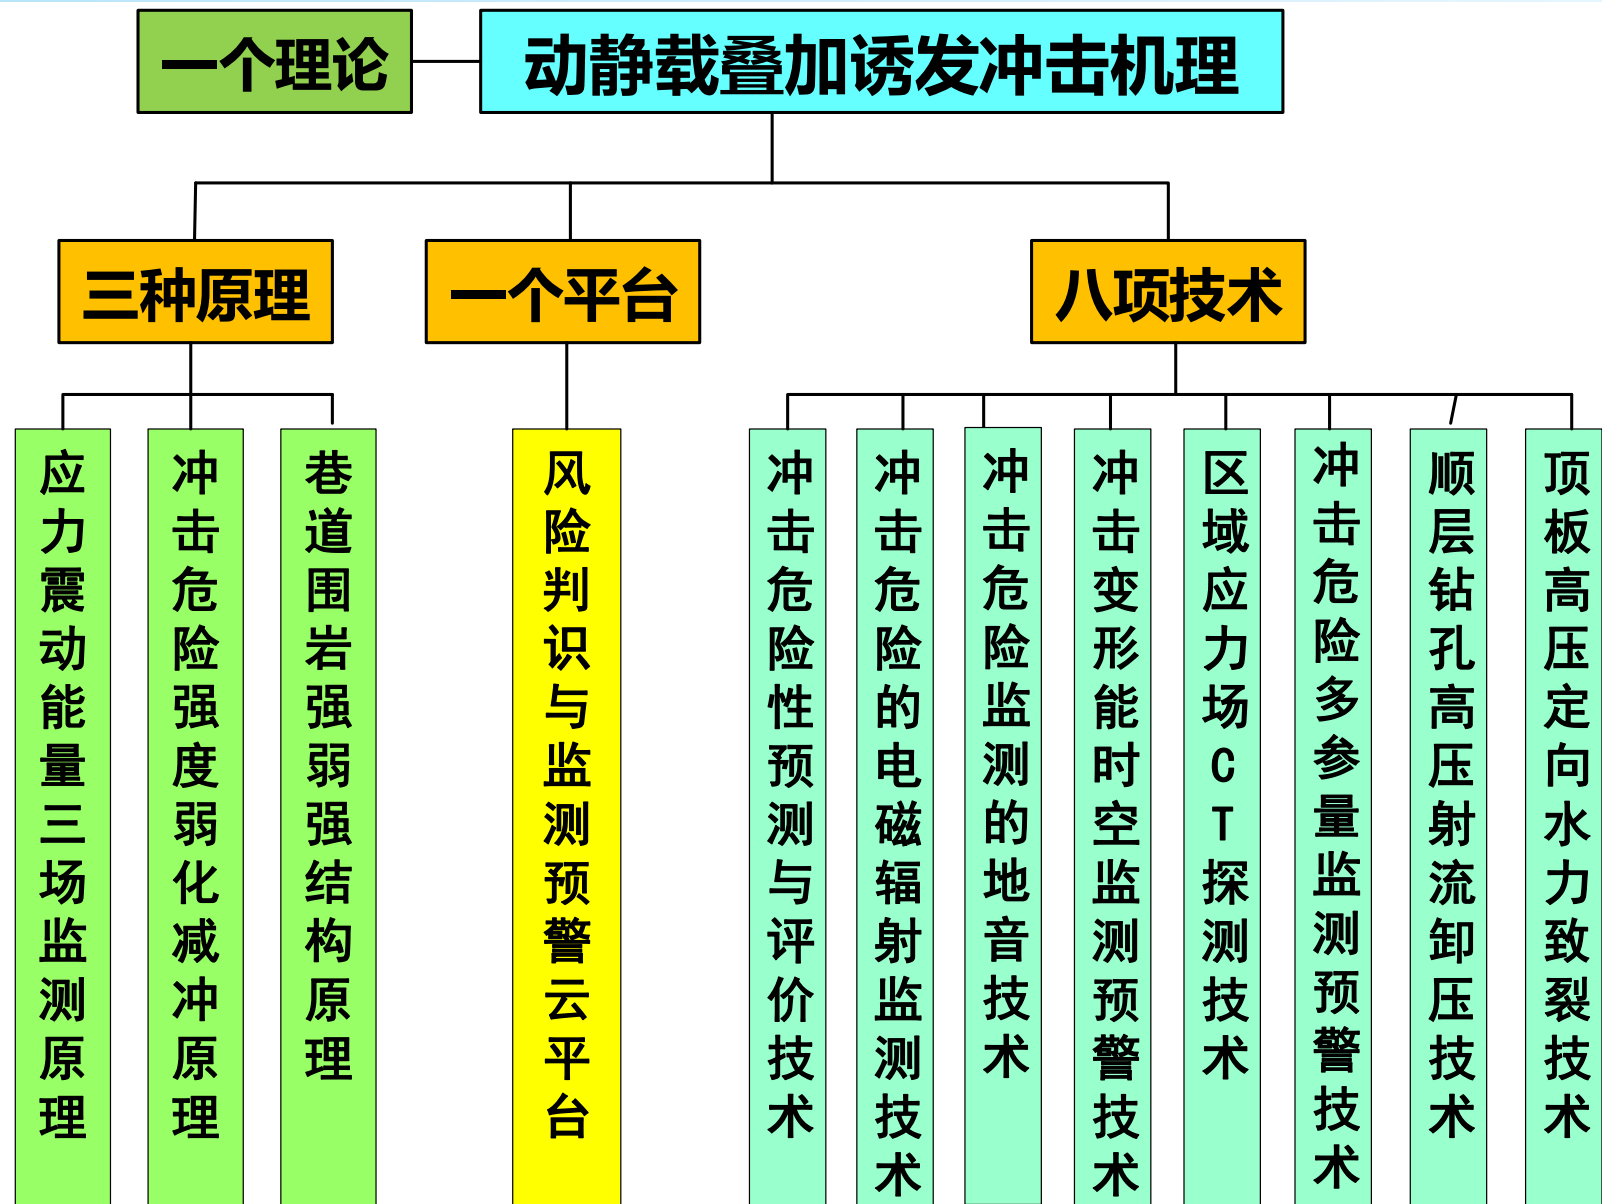 一个理论
动静载叠加诱发冲击机理
三种原理
一个平台
八项技术
应力震动能量三场监测原理
冲击危险强度弱化减冲原理
巷道围岩强弱强结构原理
风险判识与监测预警云平台
冲击危险性预测与评价技术
冲击危险的电磁辐射监测技术
冲击危险监测的地音技术
冲击变形能时空监测预警技术
区域应力场CT探测技术
冲击危险多参量监测预警技术
顺层钻孔高压射流卸压技术
顶板高压定向水力致裂技术